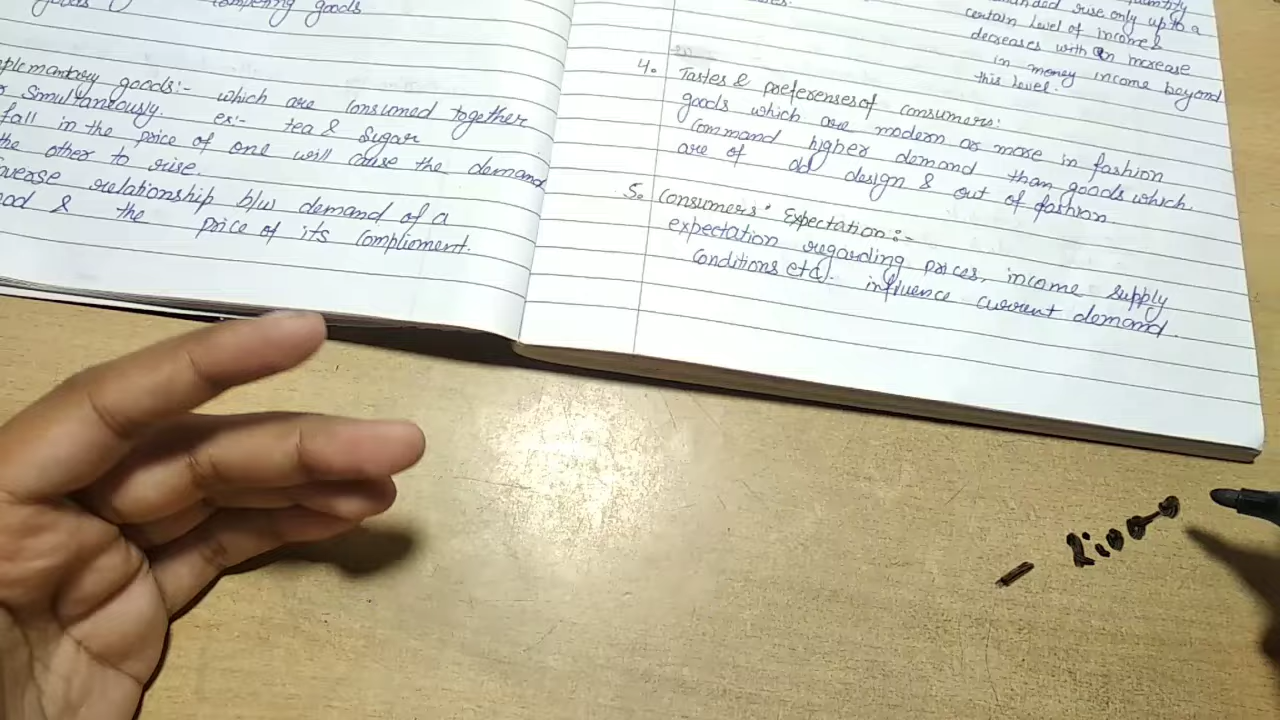 goods
competing goods
plementary goods:- which are consumed together
simultaneously. ex:- tea & sugar
fall in the price of one will cause the demand
the other to rise.
verse relationship b/w demand of a
& the price of its compliment.
rise only up to a
certain level of income &
decreases with an increase
in money income beyond
this level.
4. Tastes & preferenses of consumers:
goods which are modern or more in fashion
command higher demand than goods which
are of old design & out of fashion
5. Consumers' Expectation:-
expectation regarding prices, income supply
conditions etc). influence current demand.